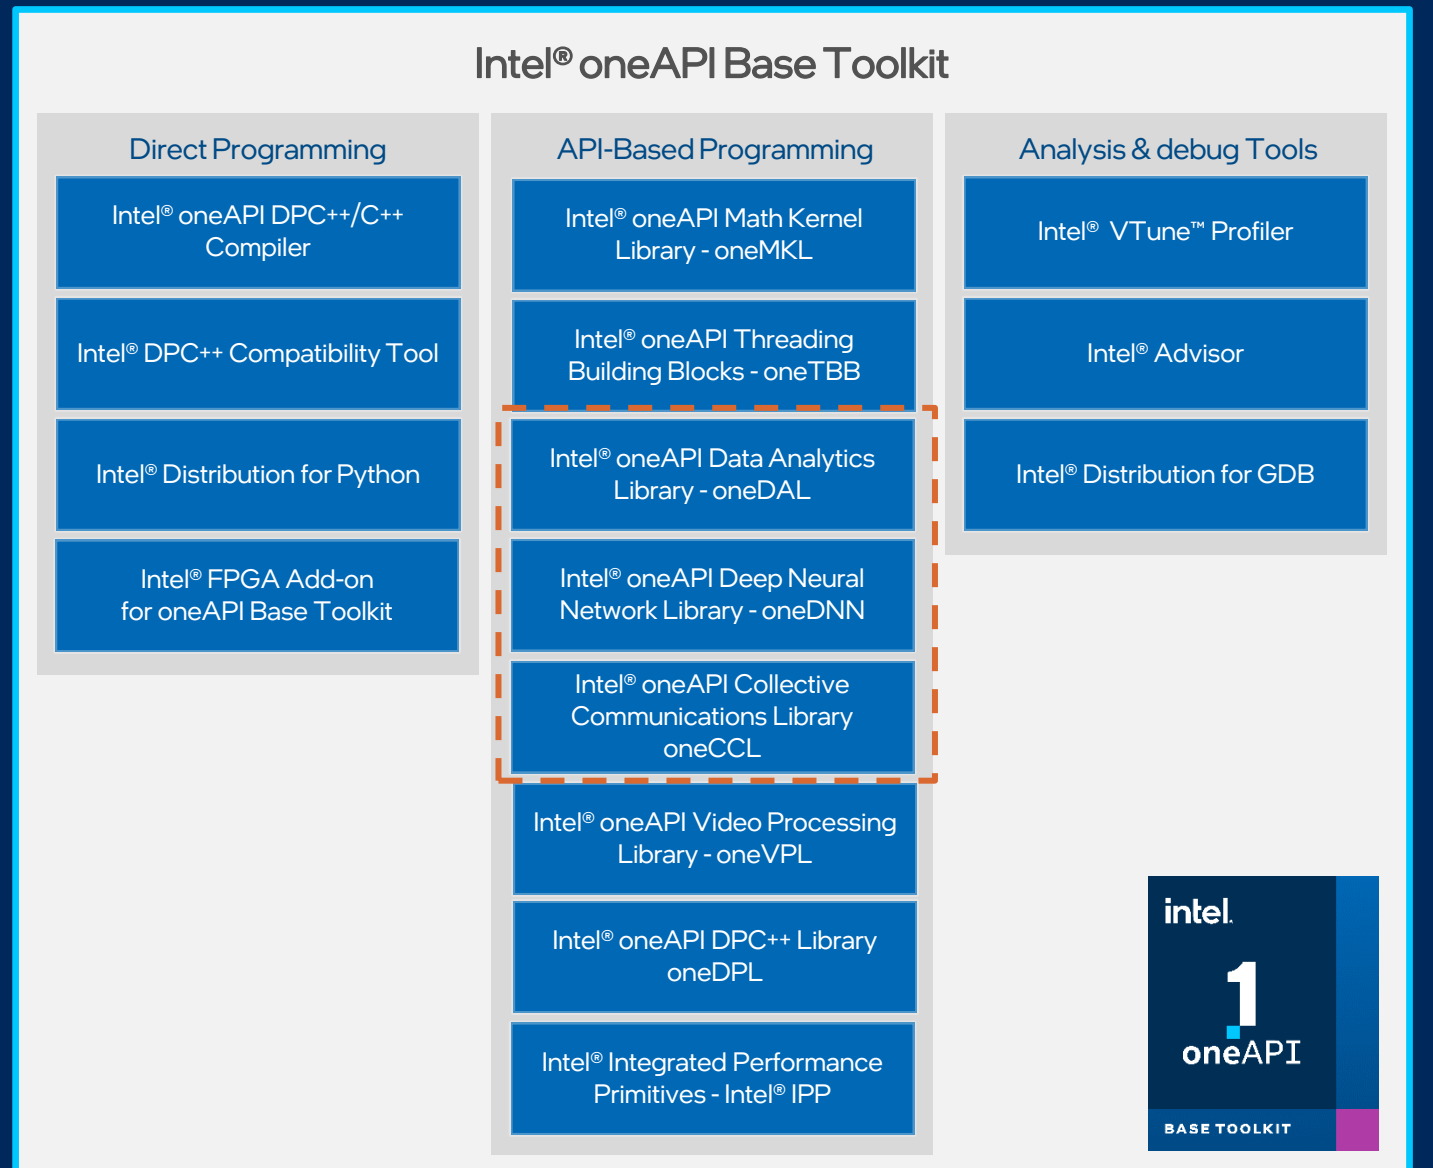 Intel® oneAPI Base Toolkit
Direct Programming
Intel® oneAPI DPC++/C++
Compiler
Intel® DPC++ Compatibility Tool
Intel® Distribution for Python
Intel® FPGA Add-on
for oneAPI Base Toolkit
API-Based Programming
Intel® oneAPI Math Kernel
Library - oneMKL
Intel® oneAPI Threading
Building Blocks - oneTBB
Intel® oneAPI Data Analytics
Library - oneDAL
Intel® oneAPI Deep Neural
Network Library - oneDNN
Intel® oneAPI Collective
Communications Library
oneCCL
Intel® oneAPI Video Processing
Library - oneVPL
Intel® oneAPI DPC++ Library
oneDPL
Intel® Integrated Performance
Primitives - Intel® IPP
Analysis & debug Tools
Intel® VTune™ Profiler
Intel® Advisor
Intel® Distribution for GDB
intel.
1
oneAPI
BASE TOOLKIT